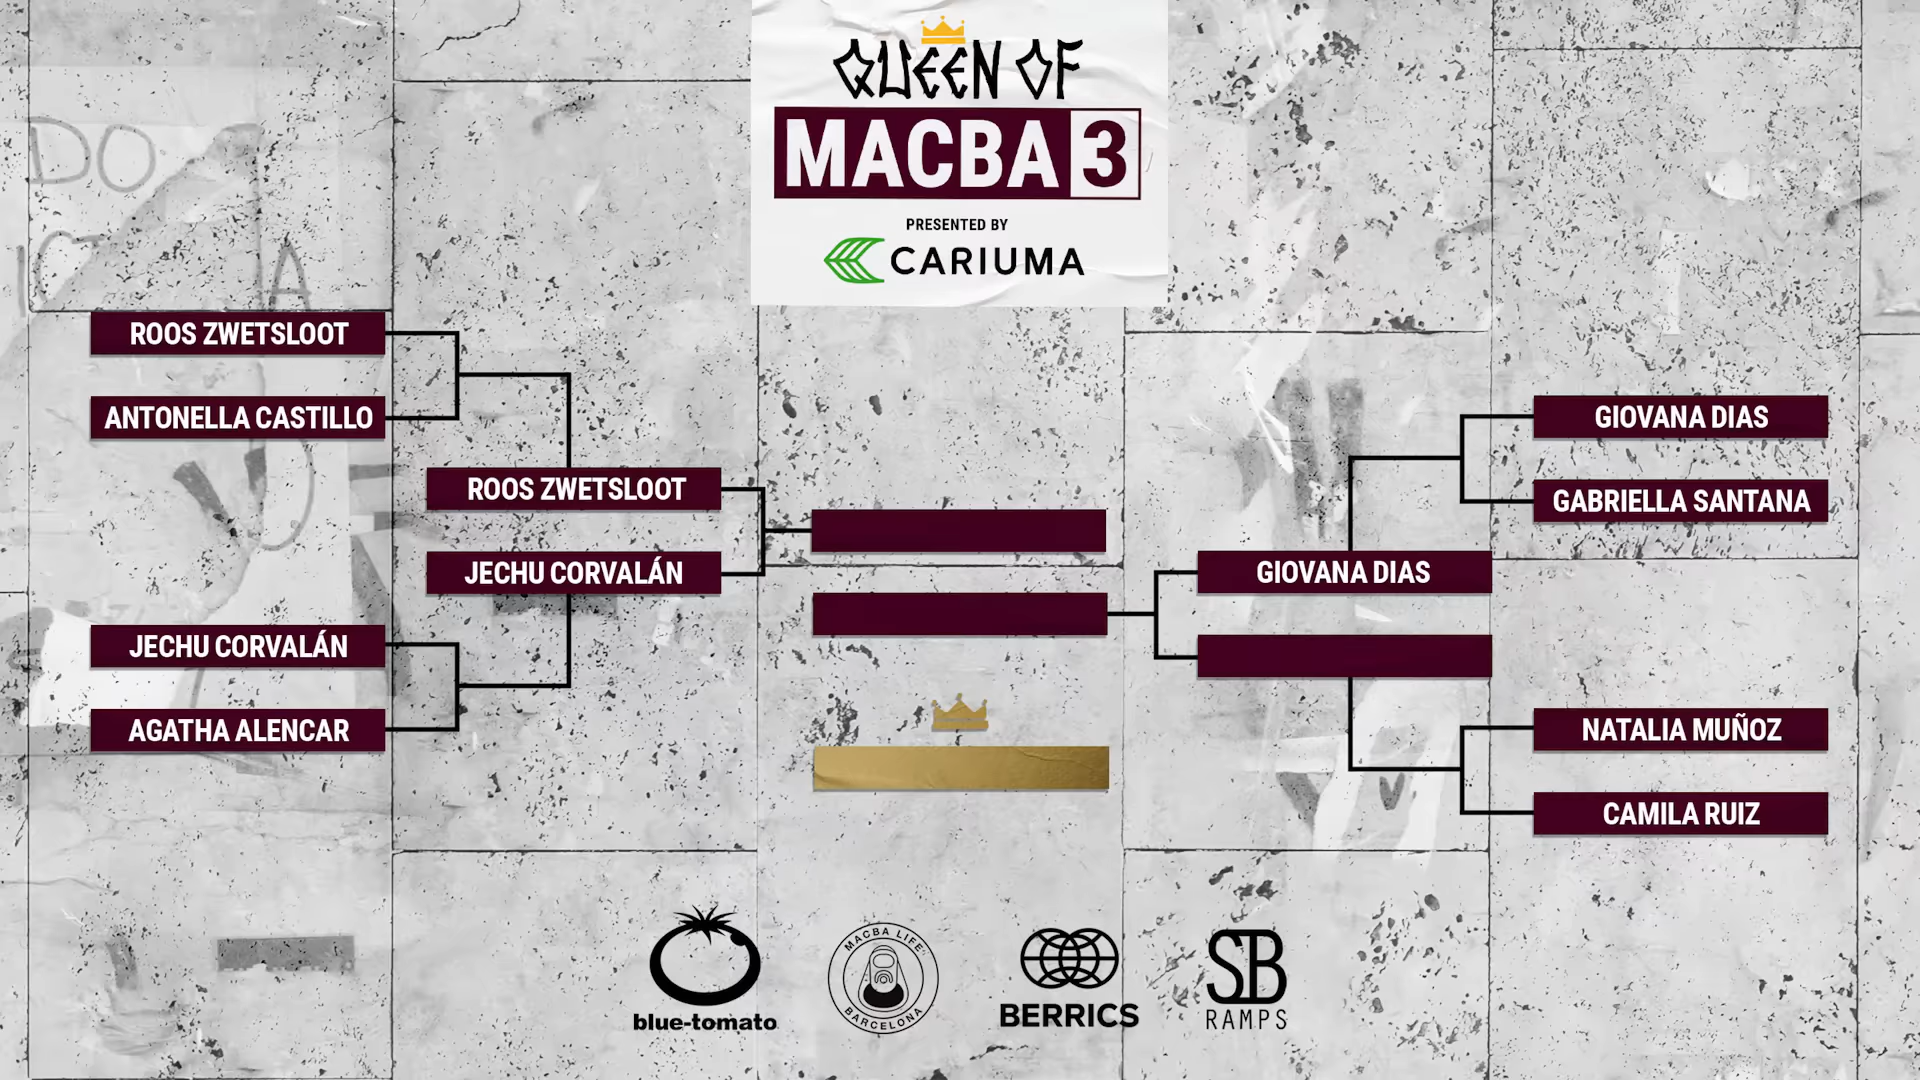 QUEEN OF
MACBA 3
PRESENTED BY
CARIUMA
ROOS ZWETSLOOT
ANTONELLA CASTILLO
JECHU CORVALÁN
AGATHA ALENCAR
ROOS ZWETSLOOT
JECHU CORVALÁN
GIOVANA DIAS
GIOVANA DIAS
GABRIELLA SANTANA
NATALIA MUÑOZ
CAMILA RUIZ
DO
A
blue-tomato
MACBA LIFE
BARCELONA
BERRICS
SB
RAMPS